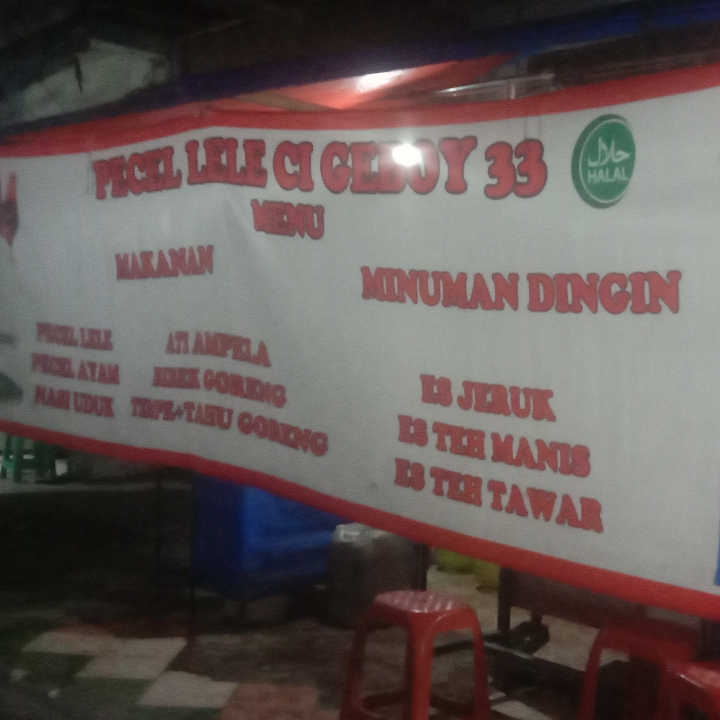 PECEL LELE CI GEBOY 33
حلال
HALAL
MENU
MAKANAN
PECEL LELE
PECEL AYAM
NASI UDUK
ATI AMPELA
BEBEK GORENG
TEMPE+TAHU GORENG
MINUMAN DINGIN
ES JERUK
ES TEH MANIS
ES TEH TAWAR